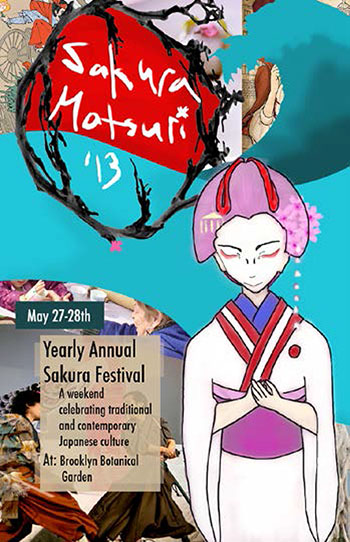 Sakura
Matsuri
'13
May 27-28th
Yearly Annual
Sakura Festival
A weekend
celebrating traditional
and contemporary
Japanese culture
At: Brooklyn Botanical
Garden